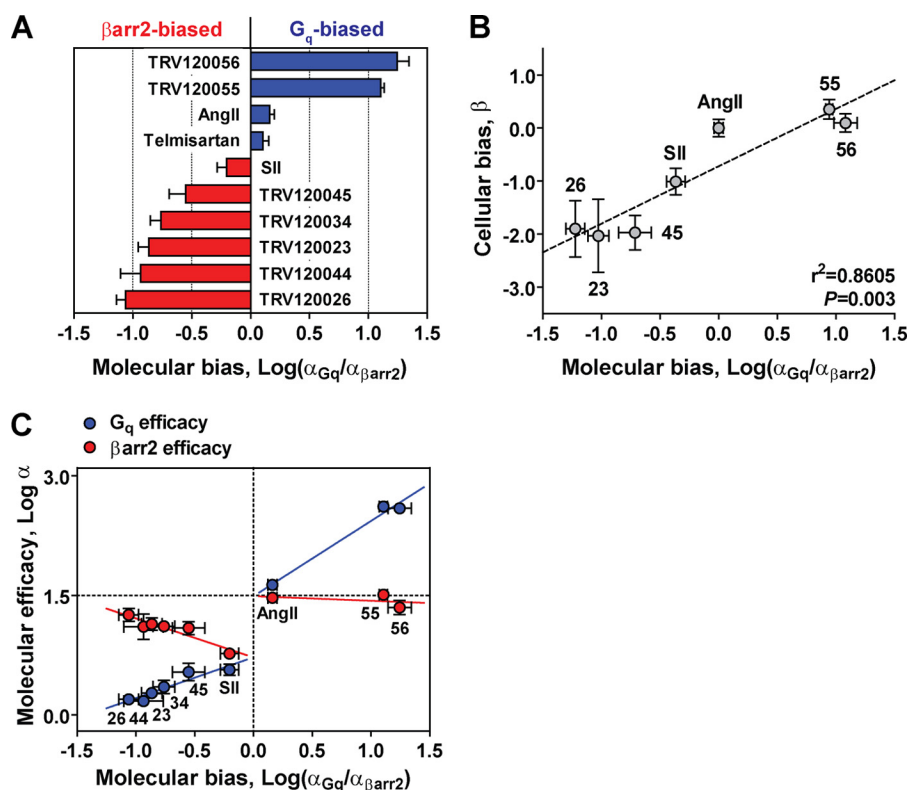 A
βarr2-biased
Gq-biased
TRV120056
TRV120055
AngII
Telmisartan
SII
TRV120045
TRV120034
TRV120023
TRV120044
TRV120026
-1.5 -1.0 -0.5 0.0 0.5 1.0 1.5
Molecular bias, Log(αGq/αβarr2)
B
Cellular bias, β
1.0
0.0
-1.0
-2.0
-3.0
55
AngII
56
SII
26
45
23
r²=0.8605
P=0.003
-1.5 -1.0 -0.5 0.0 0.5 1.0 1.5
Molecular bias, Log(αGq/αβarr2)
C
Gq efficacy
βarr2 efficacy
Molecular efficacy, Log α
3.0
1.5
0.0
AngII
55
56
26
44
23
34
45
SII
-1.5 -1.0 -0.5 0.0 0.5 1.0 1.5
Molecular bias, Log(αGq/αβarr2)